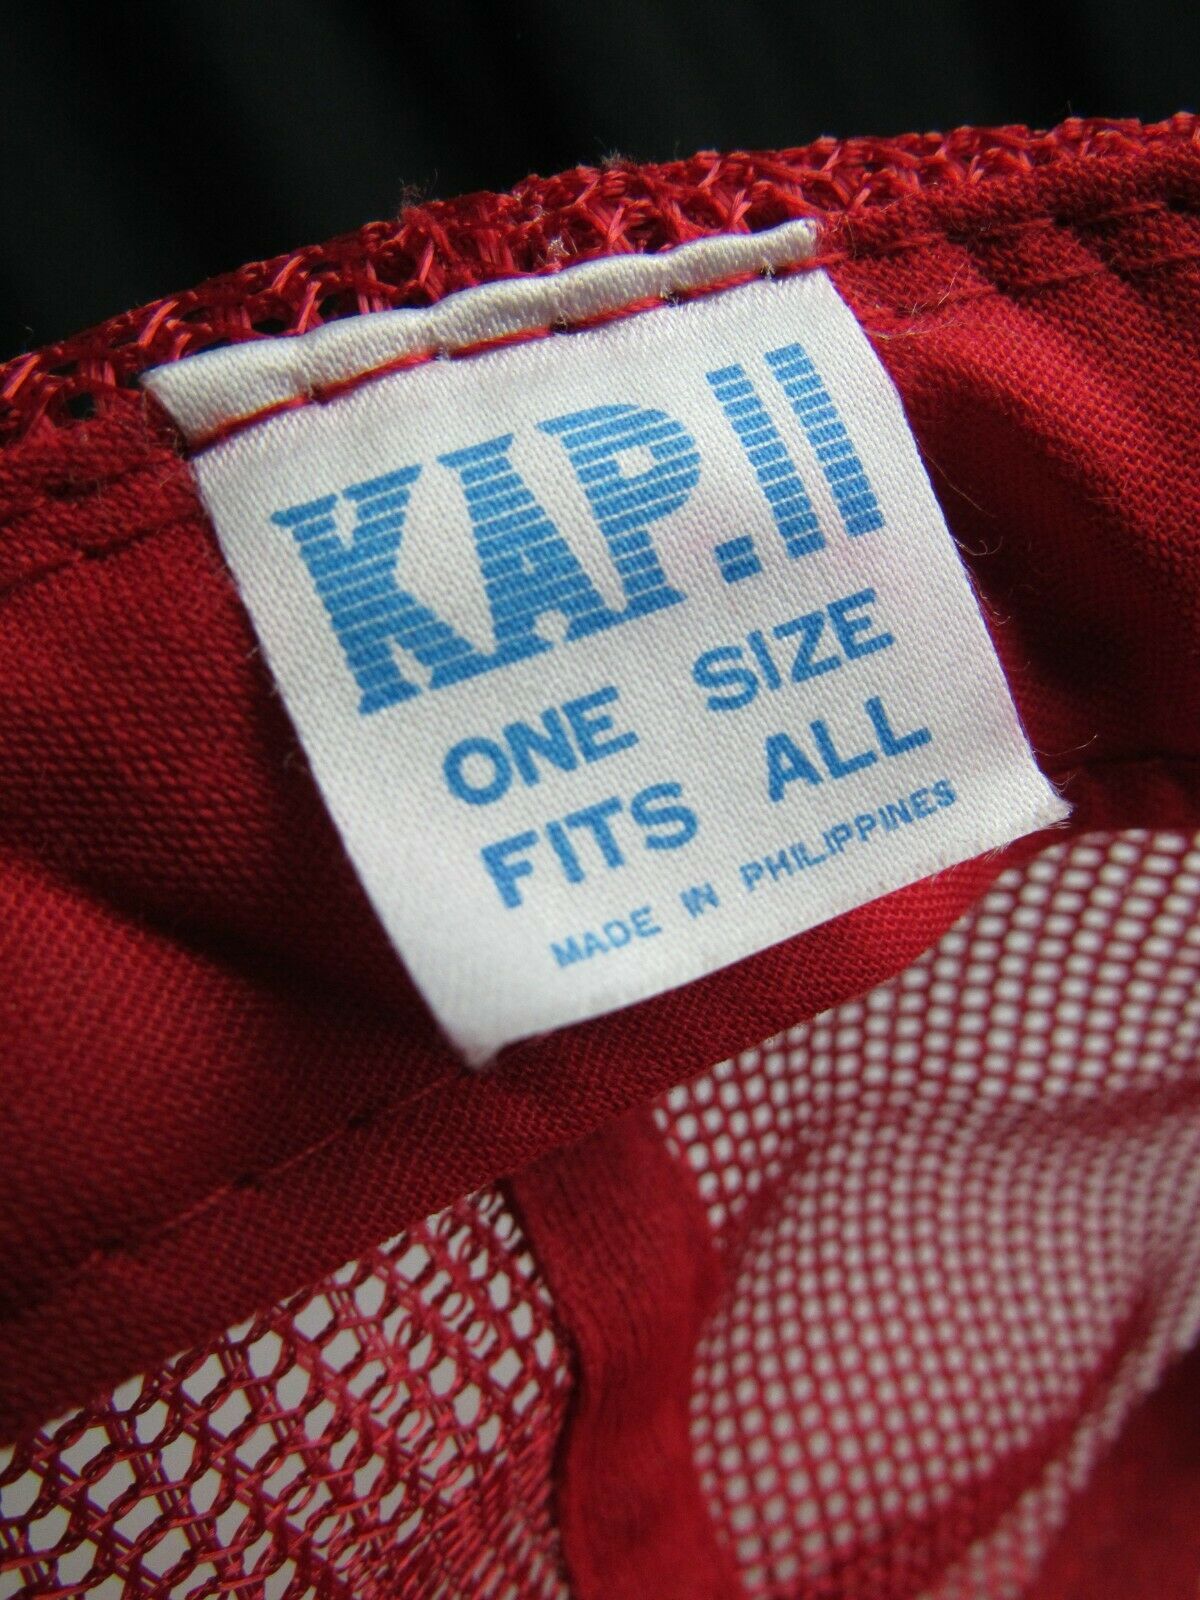 KAP.II
ONE SIZE
FITS ALL
MADE IN PHILIPPINES